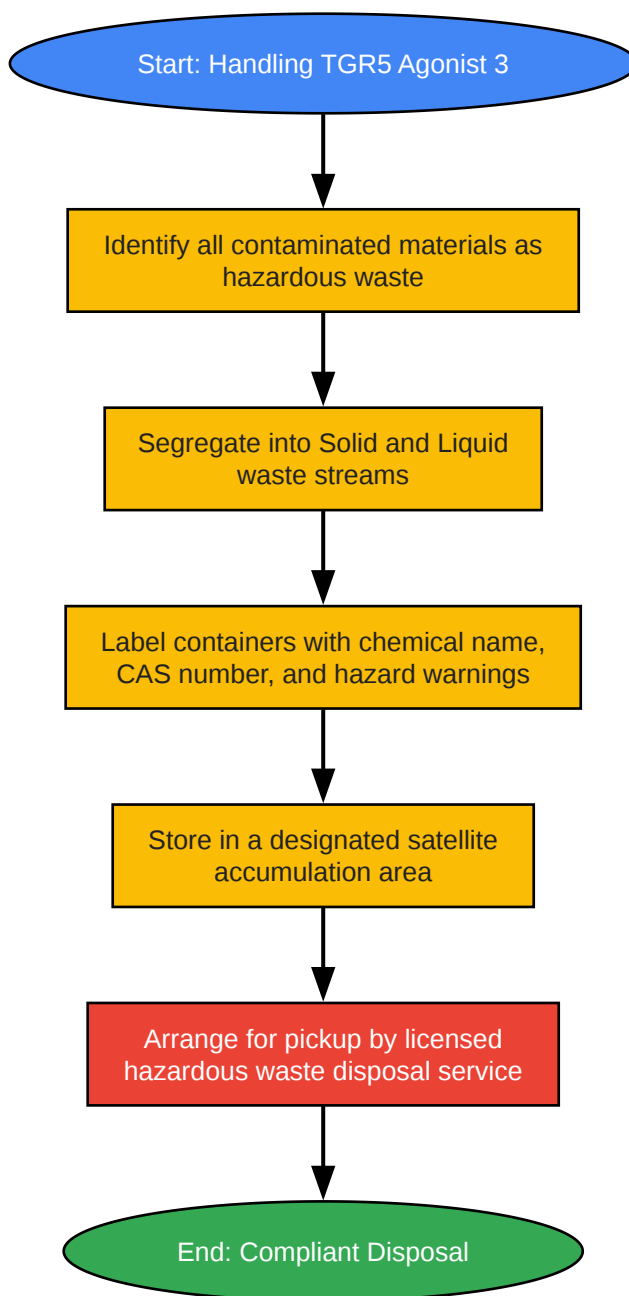 Start: Handling TGR5 Agonist 3
Identify all contaminated materials as
hazardous waste
Segregate into Solid and Liquid
waste streams
Label containers with chemical name,
CAS number, and hazard warnings
Store in a designated satellite
accumulation area
Arrange for pickup by licensed
hazardous waste disposal service
End: Compliant Disposal